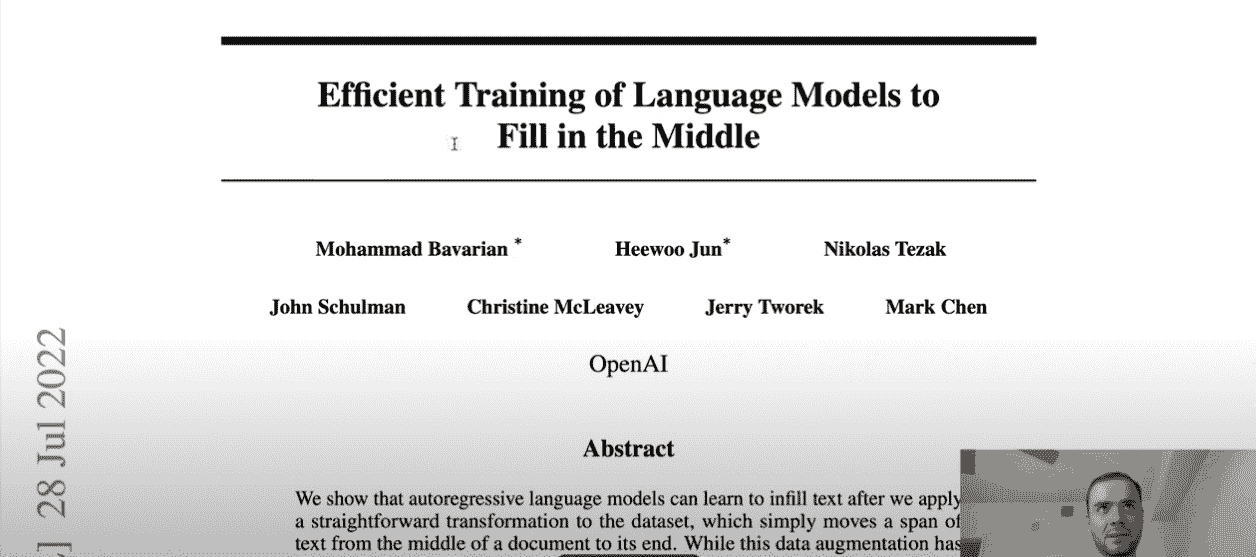 Efficient Training of Language Models to
Fill in the Middle
Mohammad Bavarian *
Heewoo Jun*
Nikolas Tezak
John Schulman
Christine McLeavey
Jerry Tworek
Mark Chen
OpenAI
28 Jul 2022
Abstract
We show that autoregressive language models can learn to infill text after we apply
a straightforward transformation to the dataset, which simply moves a span of
text from the middle of a document to its end. While this data augmentation has